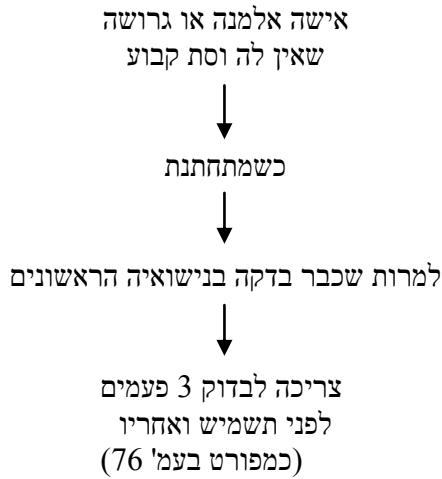 אישה אלמנה או גרושה
שאין לה וסת קבוע
כשמתחתנת
למרות שכבר בדקה בנישואיה הראשונים
צריכה לבדוק 3 פעמים
לפני תשמיש ואחריו
(כמפורט בעמ' 76)